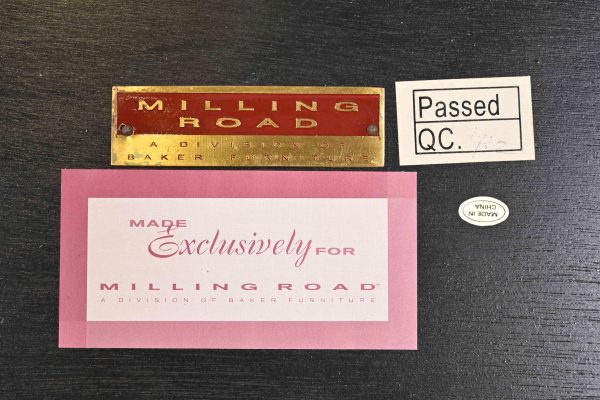 MILLING
ROAD
A DIVISION OF
BAKER FURNITURE
Passed
QC.
MADE IN
CHINA
MADE
Exclusively FOR
MILLING ROAD
A DIVISION OF BAKER FURNITURE